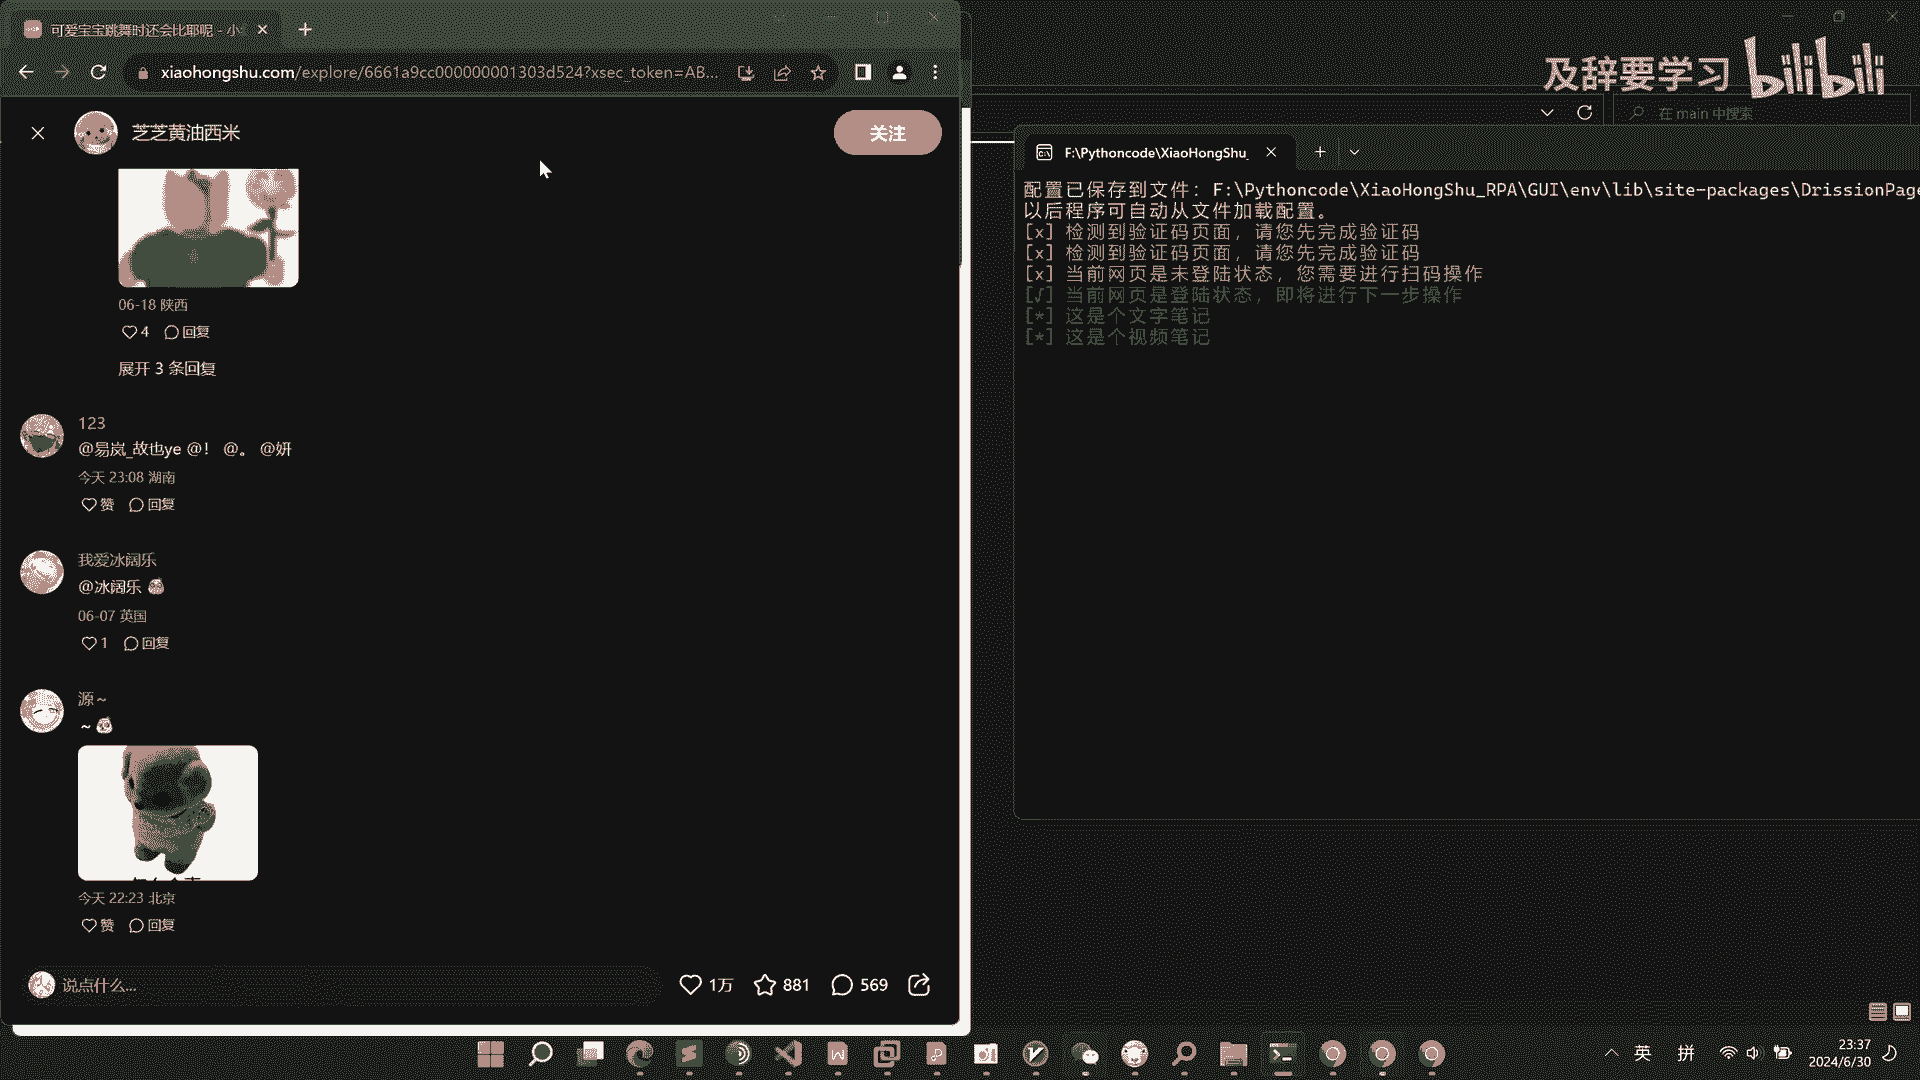 可爱宝宝跳舞时还会比耶呢 - 小
xiaohongshu.com/explore/6661a9cc000000001303d524?xsec_token=AB...
及辞要学习 bilibili
在 main 中搜索
芝芝黄油西米
关注
06-18 陕西
4 回复
展开 3 条回复
123
@易岚_故也ye @! @。 @妍
今天 23:08 湖南
赞 回复
我爱冰阔乐
@冰阔乐
06-07 英国
1 回复
源~
~
今天 22:23 北京
赞 回复
说点什么...
1万 881 569
F:\Pythoncode\XiaoHongShu_
配置已保存到文件: F:\Pythoncode\XiaoHongShu_RPA\GUI\env\lib\site-packages\DrissionPage
以后程序可自动从文件加载配置。
[x] 检测到验证码页面, 请您先完成验证码
[x] 检测到验证码页面, 请您先完成验证码
[x] 当前网页是未登陆状态, 您需要进行扫码操作
[√] 当前网页是登陆状态, 即将进行下一步操作
[*] 这是个文字笔记
[*] 这是个视频笔记
英 拼
23:37
2024/6/30